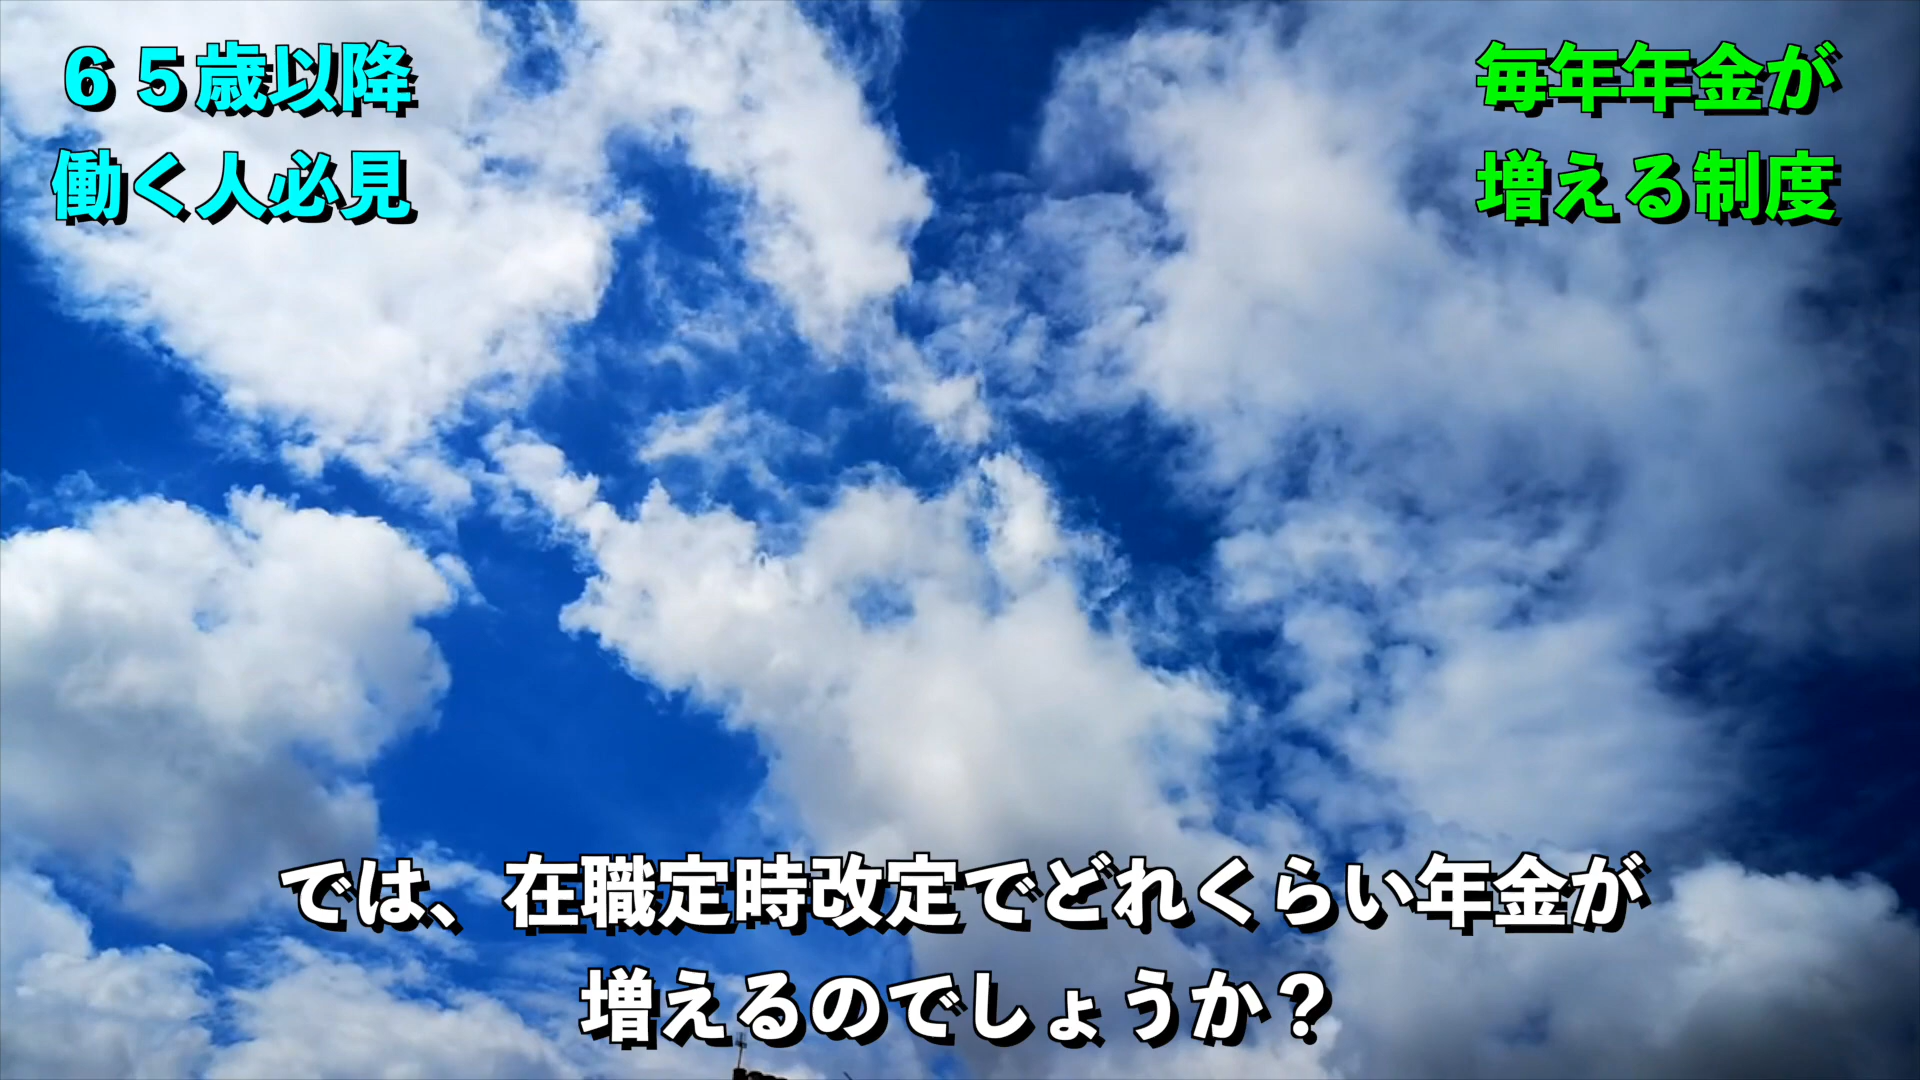 ６５歳以降
働く人必見
毎年年金が
増える制度
では、在職定時改定でどれくらい年金が
増えるのでしょうか？